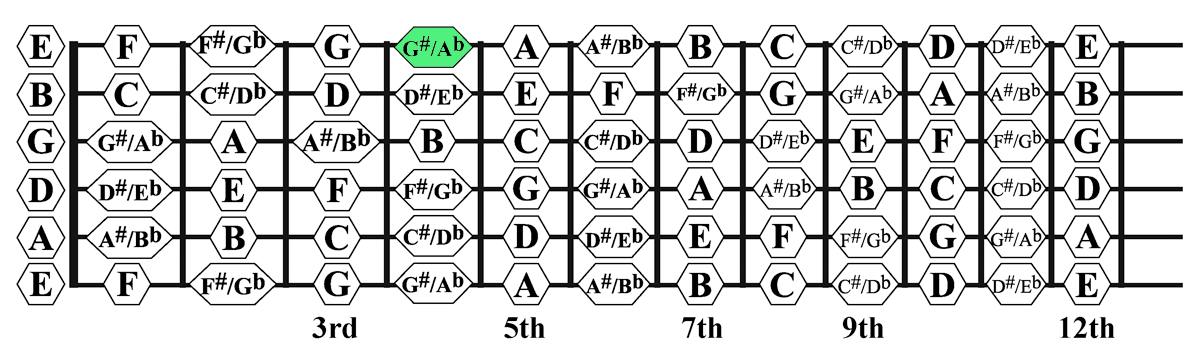 E F F#/Gb G G#/Ab A A#/Bb B C C#/Db D D#/Eb E
B C C#/Db D D#/Eb E F F#/Gb G G#/Ab A A#/Bb B
G G#/Ab A A#/Bb B C C#/Db D D#/Eb E F F#/Gb G
D D#/Eb E F F#/Gb G G#/Ab A A#/Bb B C C#/Db D
A A#/Bb B C C#/Db D D#/Eb E F F#/Gb G G#/Ab A
E F F#/Gb G G#/Ab A A#/Bb B C C#/Db D D#/Eb E
3rd 5th 7th 9th 12th